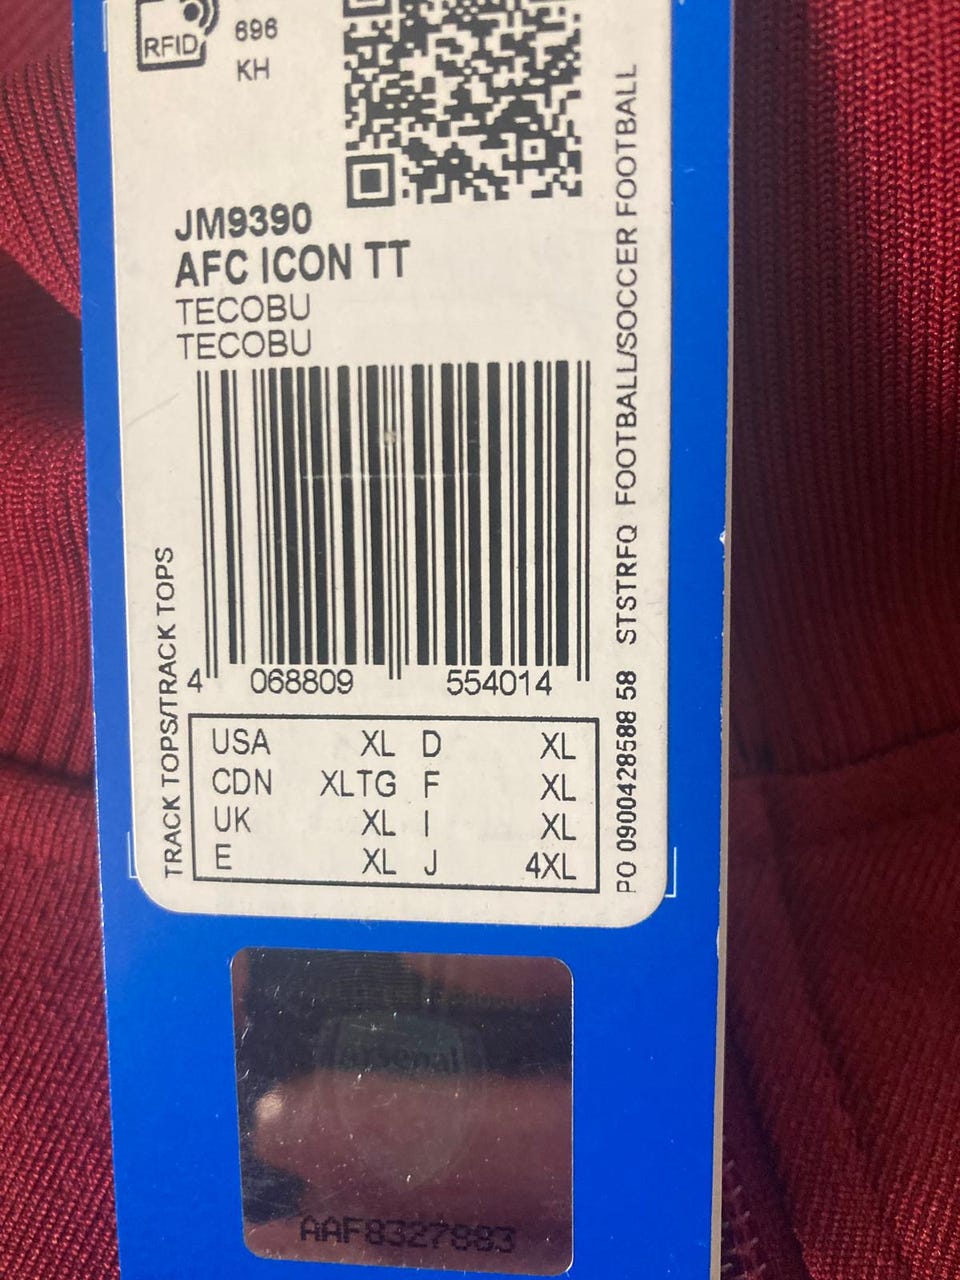 RFID
696
KH
JM9390
AFC ICON TT
TECOBU
TECOBU
4 068809 554014
TRACK TOPS/TRACK TOPS
PO 0900428588 58 STSTRFQ FOOTBALL/SOCCER FOOTBALL
USA XL D XL
CDN XLTG F XL
UK XL I XL
E XL J 4XL
arsenal
AAF8327883